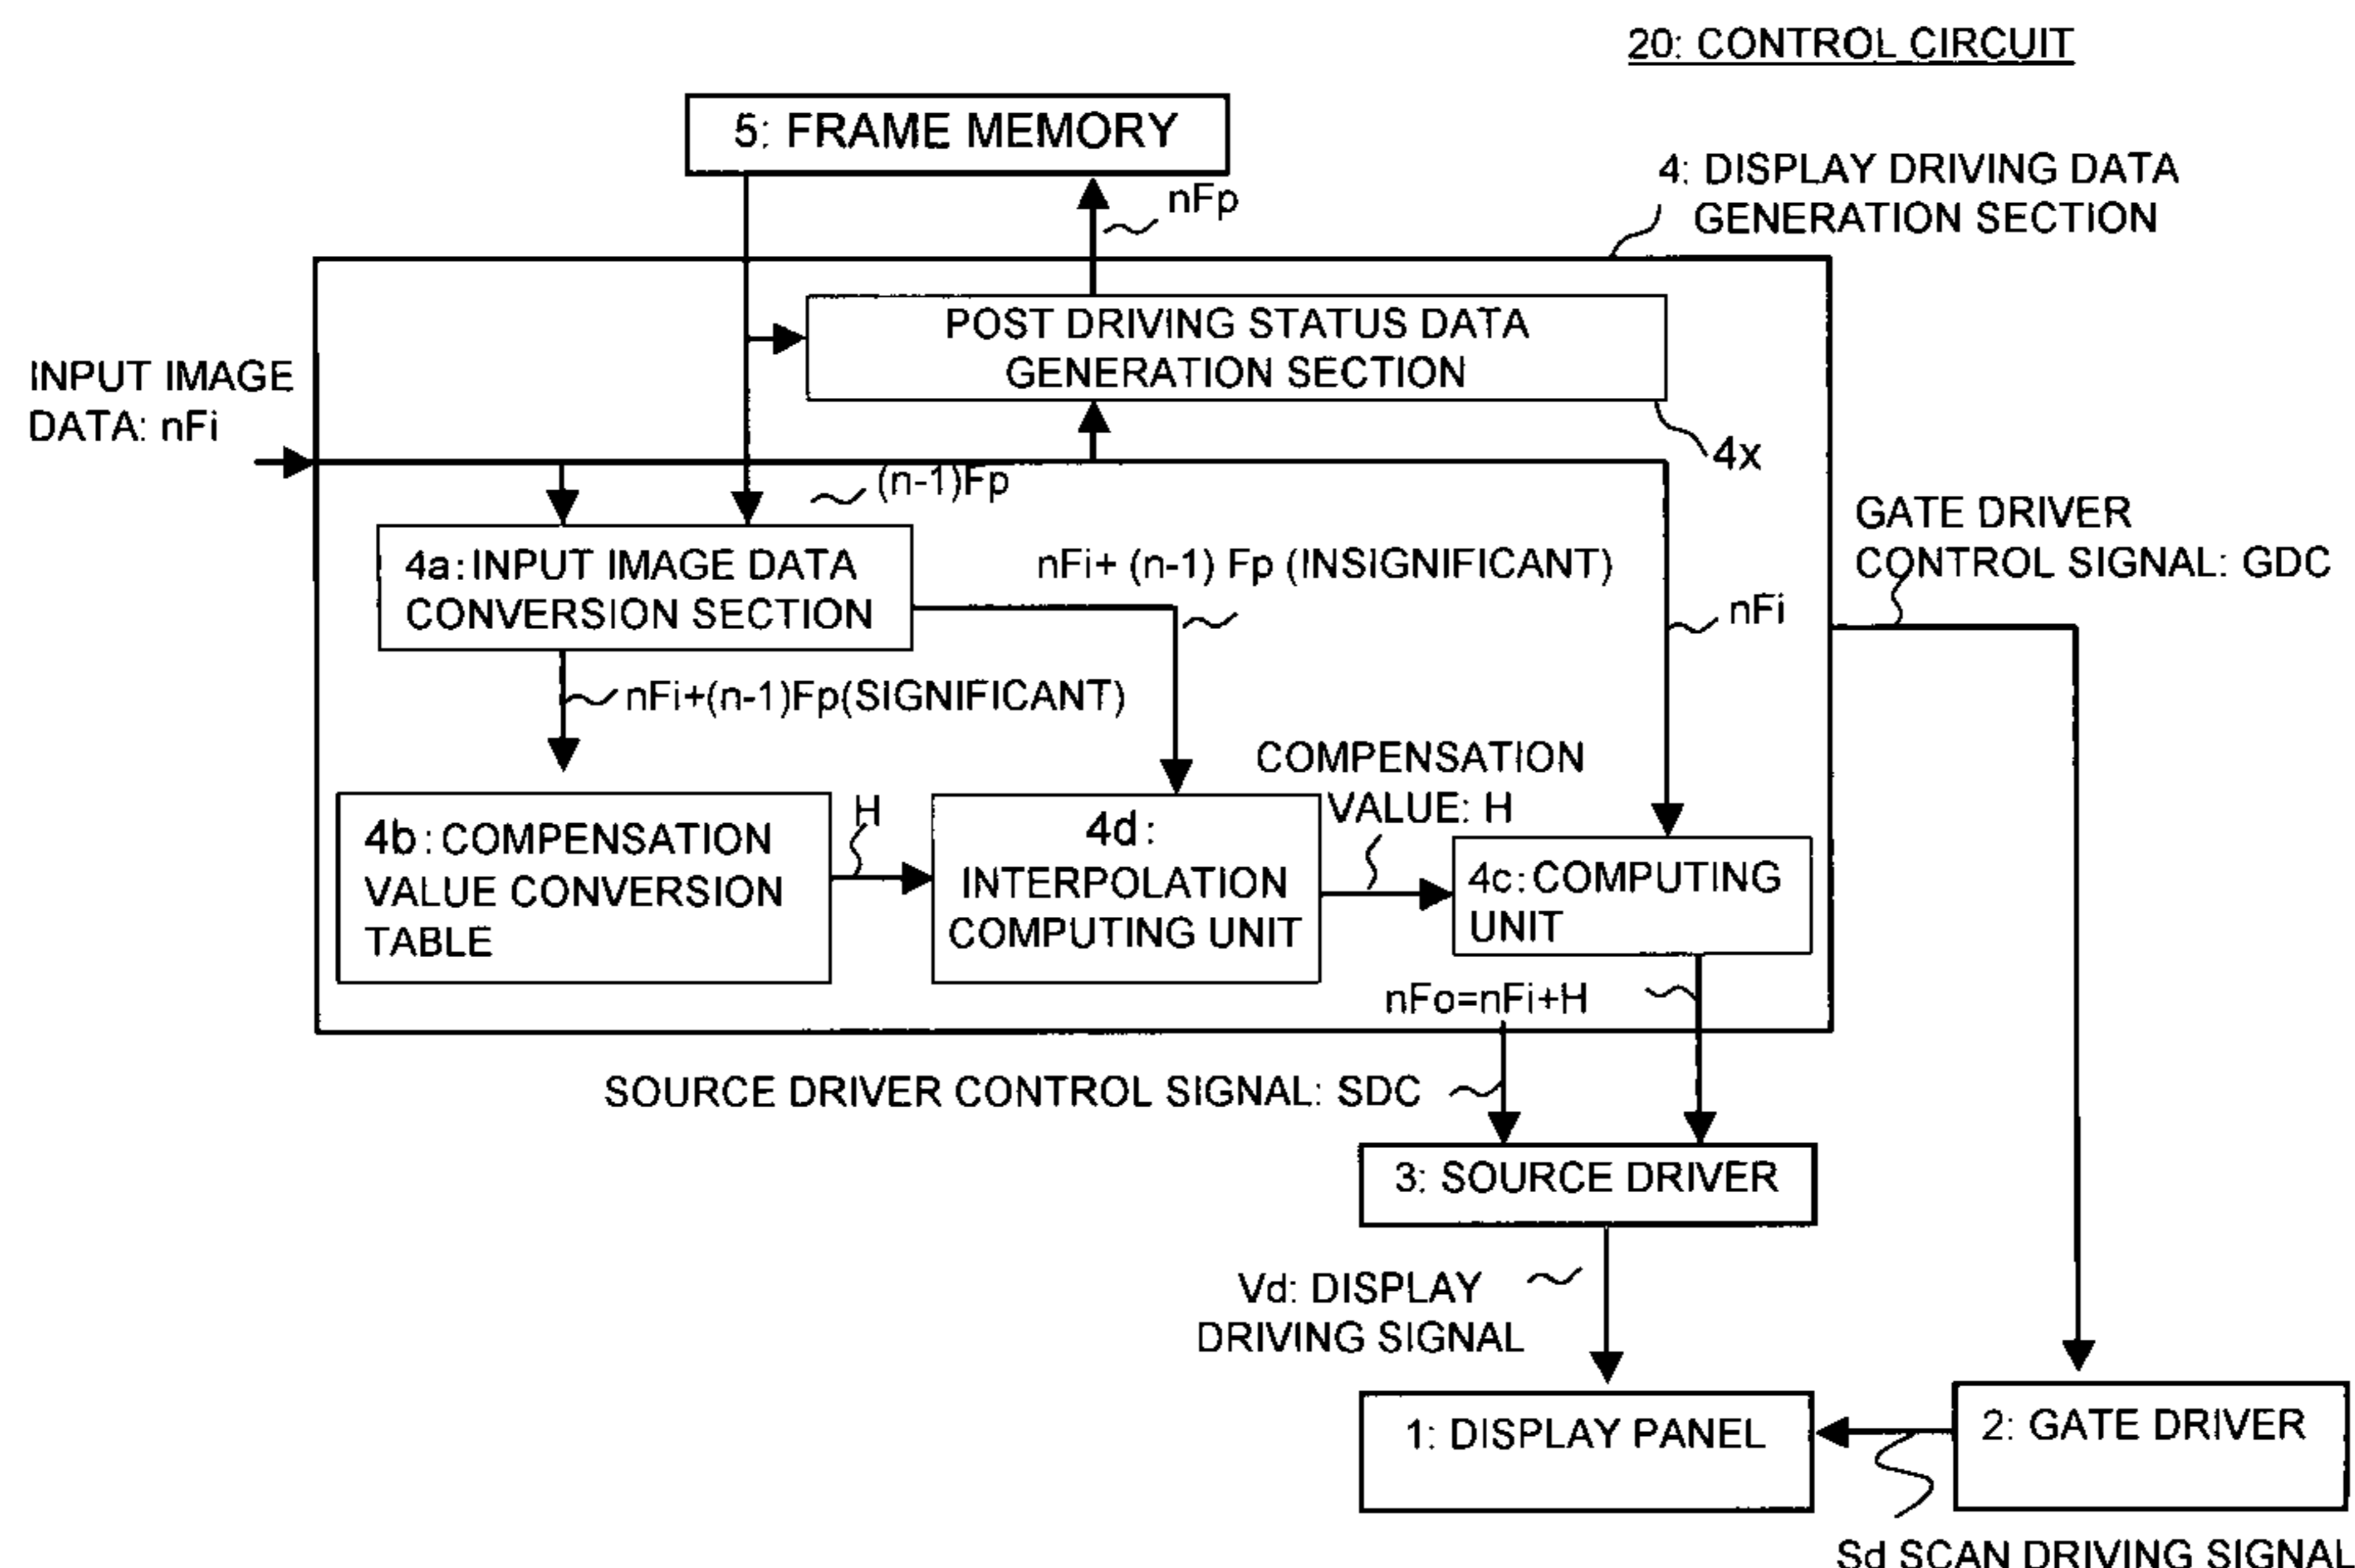 20: CONTROL CIRCUIT
5: FRAME MEMORY
nFp
4: DISPLAY DRIVING DATA
GENERATION SECTION
POST DRIVING STATUS DATA
GENERATION SECTION
4x
INPUT IMAGE
DATA: nFi
(n-1)Fp
GATE DRIVER
CONTROL SIGNAL: GDC
4a:INPUT IMAGE DATA
CONVERSION SECTION
nFi+ (n-1) Fp (INSIGNIFICANT)
nFi
nFi+(n-1)Fp(SIGNIFICANT)
COMPENSATION
VALUE: H
4b:COMPENSATION
VALUE CONVERSION
TABLE
H
4d:
INTERPOLATION
COMPUTING UNIT
4c:COMPUTING
UNIT
nFo=nFi+H
SOURCE DRIVER CONTROL SIGNAL: SDC
3: SOURCE DRIVER
Vd: DISPLAY
DRIVING SIGNAL
1: DISPLAY PANEL
2: GATE DRIVER
Sd SCAN DRIVING SIGNAL